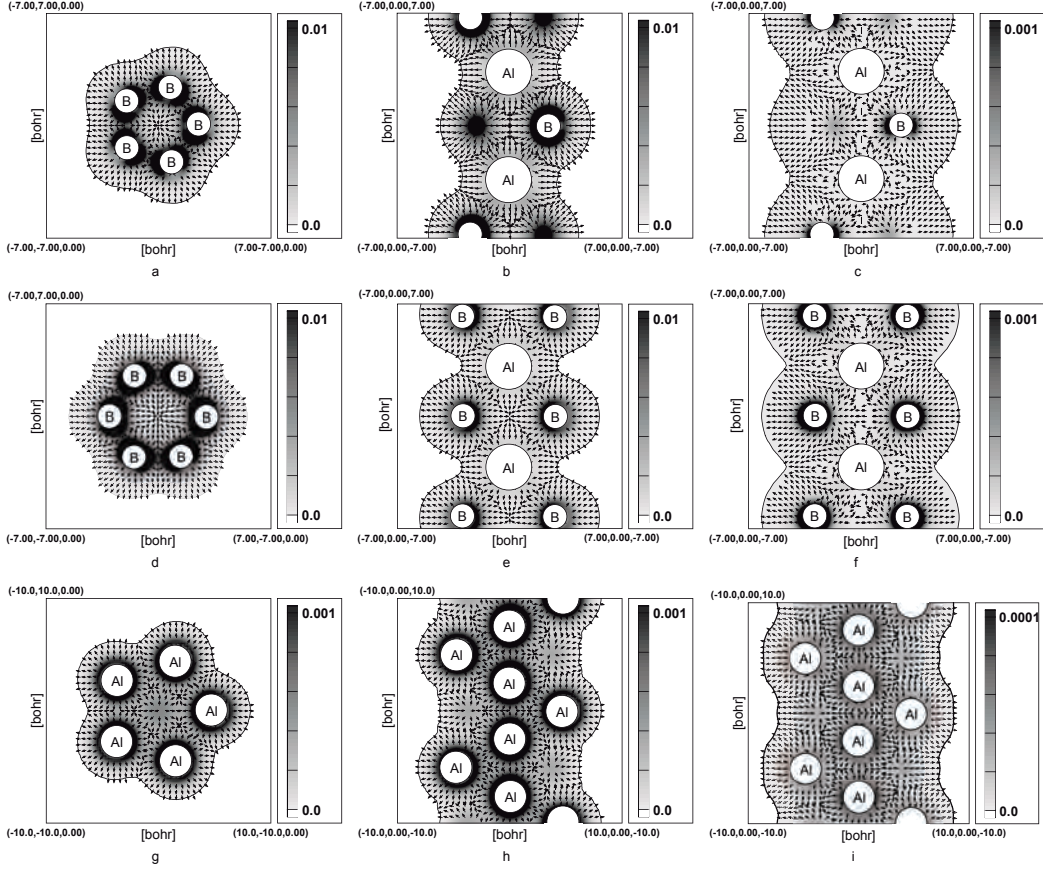 (-7.00,7.00,0.00) (-7.00,0.00,7.00) (-7.00,0.00,7.00)
0.01 0.01 0.001
Al Al
B B B B B B B
[bohr] [bohr] [bohr]
Al Al
0.0 0.0 0.0
(-7.00,-7.00,0.00) [bohr] (7.00-7.00,0.00) (-7.00,0.00,-7.00) [bohr] (7.00,0.00,-7.00) (-7.00,0.00,-7.00) [bohr] (7.00,0.00,-7.00)
a b c
(-7.00,7.00,0.00) (-7.00,0.00,7.00) (-7.00,0.00,7.00)
0.01 B B 0.01 B B 0.001
B B Al Al
[bohr] B B [bohr] B B [bohr] B B
B B Al Al
0.0 B B 0.0 B B 0.0
(-7.00,-7.00,0.00) [bohr] (7.00,-7.00,0.00) (-7.00,0.00,-7.00) [bohr] (7.00,0.00,-7.00) (-7.00,0.00,-7.00) [bohr] (7.00,0.00,-7.00)
d e f
(-10.0,10.0,0.00) (-10.0,0.00,10.0) (-10.0,0.00,10.0)
0.001 Al 0.001 Al 0.0001
Al Al Al Al
Al Al Al
[bohr] Al [bohr] Al [bohr] Al
Al Al Al
Al Al Al
0.0 Al 0.0 Al 0.0
(-10.0,-10.0,0.00) [bohr] (10.0,-10.0,0.00) (-10.0,0.00,-10.0) [bohr] (10.0,0.00,-10.0) (-10.0,0.00,-10.0) [bohr] (10.0,0.00,-10.0)
g h i